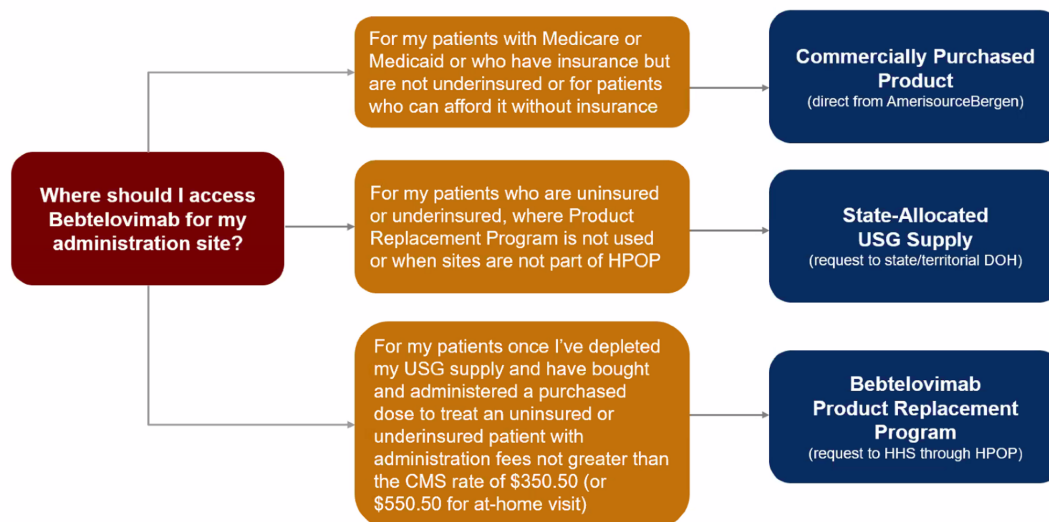 Where should I access
Bebtelovimab for my
administration site?
For my patients with Medicare or
Medicaid or who have insurance but
are not underinsured or for patients
who can afford it without insurance
Commercially Purchased
Product
(direct from AmerisourceBergen)
For my patients who are uninsured
or underinsured, where Product
Replacement Program is not used
or when sites are not part of HPOP
State-Allocated
USG Supply
(request to state/territorial DOH)
For my patients once I’ve depleted
my USG supply and have bought
and administered a purchased
dose to treat an uninsured or
underinsured patient with
administration fees not greater than
the CMS rate of $350.50 (or
$550.50 for at-home visit)
Bebtelovimab
Product Replacement
Program
(request to HHS through HPOP)